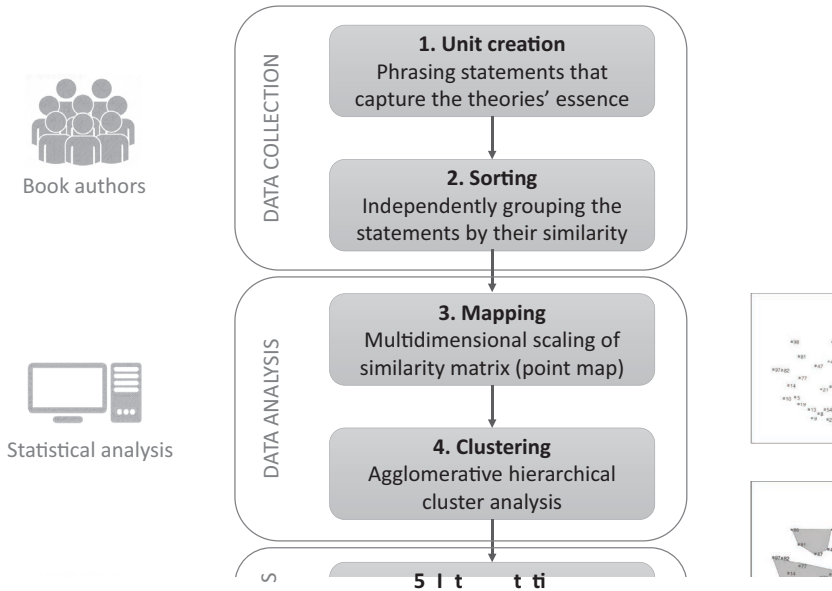 1. Unit creation
Phrasing statements that
capture the theories' essence
DATA COLLECTION
Book authors
2. Sorting
Independently grouping the
statements by their similarity
3. Mapping
Multidimensional scaling of
similarity matrix (point map)
DATA ANALYSIS
Statistical analysis
4. Clustering
Agglomerative hierarchical
cluster analysis